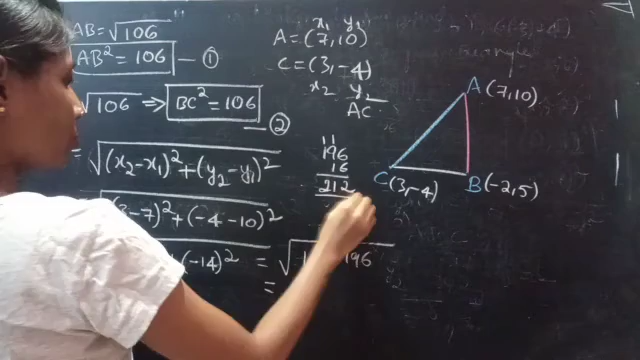 AB = √106
AB² = 106 — ①
√106 ⇒ BC² = 106
— ②
= √(x₂ - x₁)² + (y₂ - y₁)²
3 - 7)² + (-4 - 10)²
(-14)² = √ 196
=
x₁ y₁
A = (7, 10)
C = (3, -4)
x₂ y₂
AC
11
196
16
212
A (7, 10)
C (3, -4)
B (-2, 5)